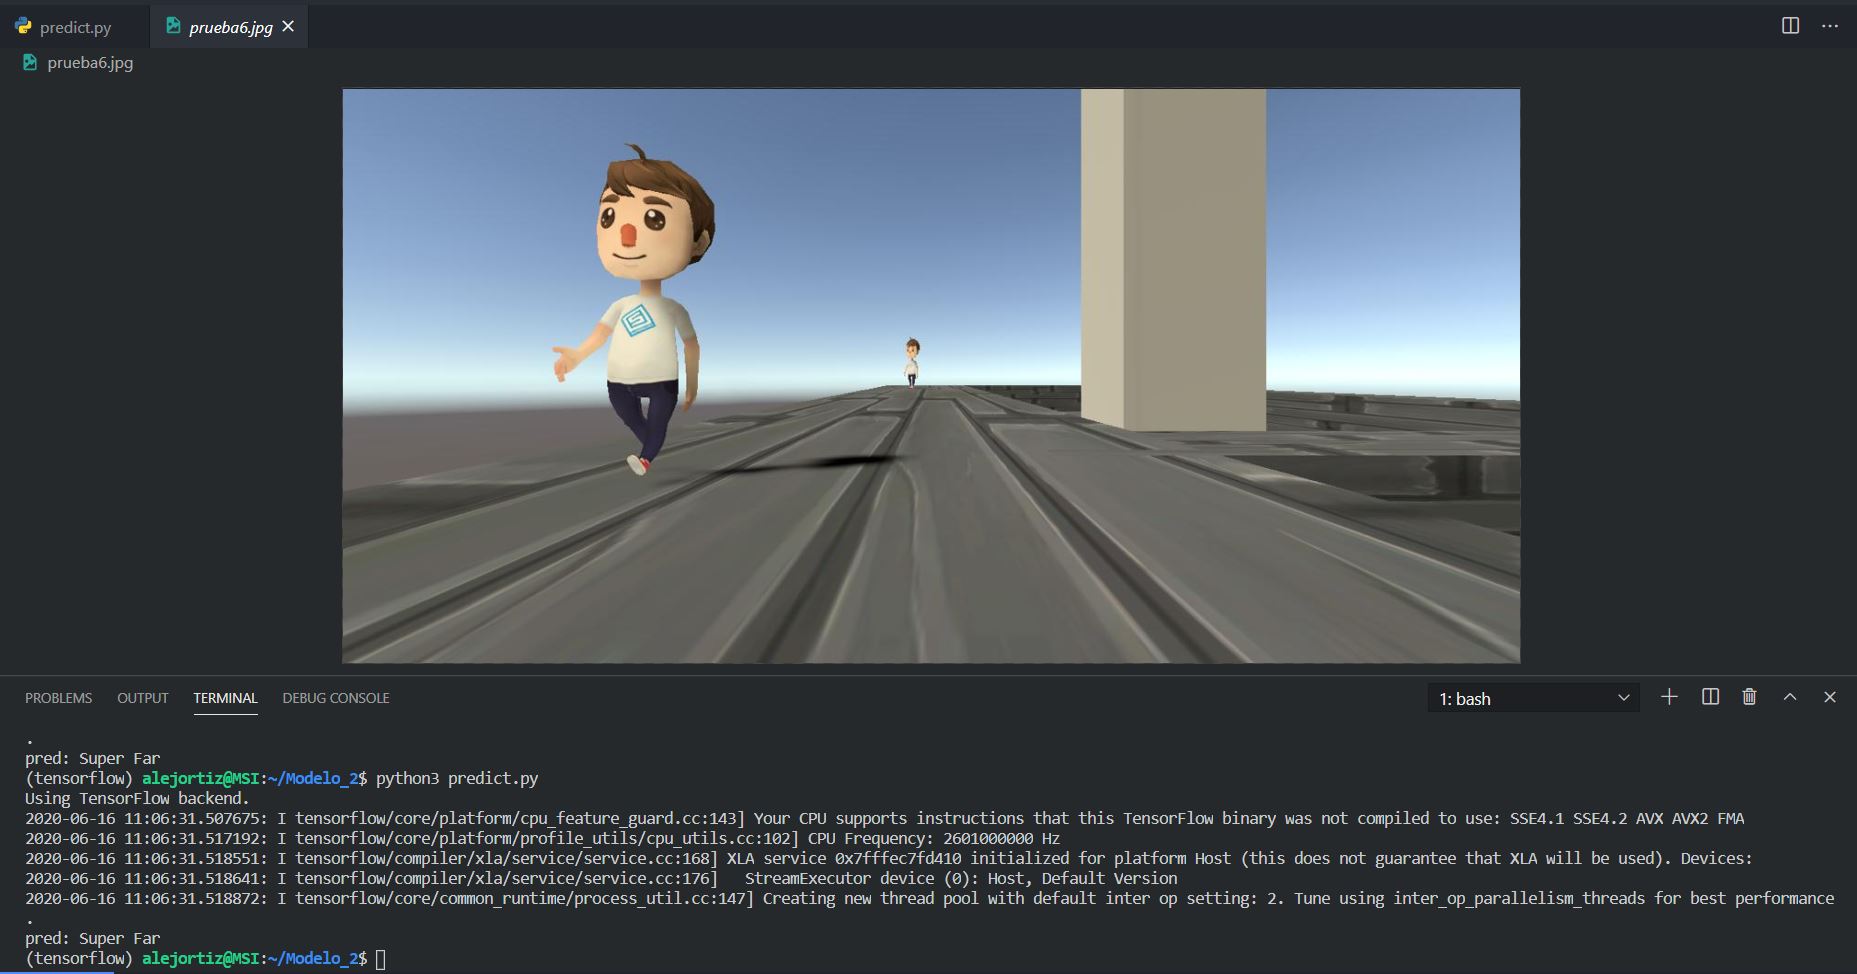 predict.py prueba6.jpg
prueba6.jpg
PROBLEMS OUTPUT TERMINAL DEBUG CONSOLE 1: bash
.
pred: Super Far
(tensorflow) alejortiz@MSI:~/Modelo_2$ python3 predict.py
Using TensorFlow backend.
2020-06-16 11:06:31.507675: I tensorflow/core/platform/cpu_feature_guard.cc:143] Your CPU supports instructions that this TensorFlow binary was not compiled to use: SSE4.1 SSE4.2 AVX AVX2 FMA
2020-06-16 11:06:31.517192: I tensorflow/core/platform/profile_utils/cpu_utils.cc:102] CPU Frequency: 2601000000 Hz
2020-06-16 11:06:31.518551: I tensorflow/compiler/xla/service/service.cc:168] XLA service 0x7fffec7fd410 initialized for platform Host (this does not guarantee that XLA will be used). Devices:
2020-06-16 11:06:31.518641: I tensorflow/compiler/xla/service/service.cc:176]   StreamExecutor device (0): Host, Default Version
2020-06-16 11:06:31.518872: I tensorflow/core/common_runtime/process_util.cc:147] Creating new thread pool with default inter op setting: 2. Tune using inter_op_parallelism_threads for best performance
.
pred: Super Far
(tensorflow) alejortiz@MSI:~/Modelo_2$